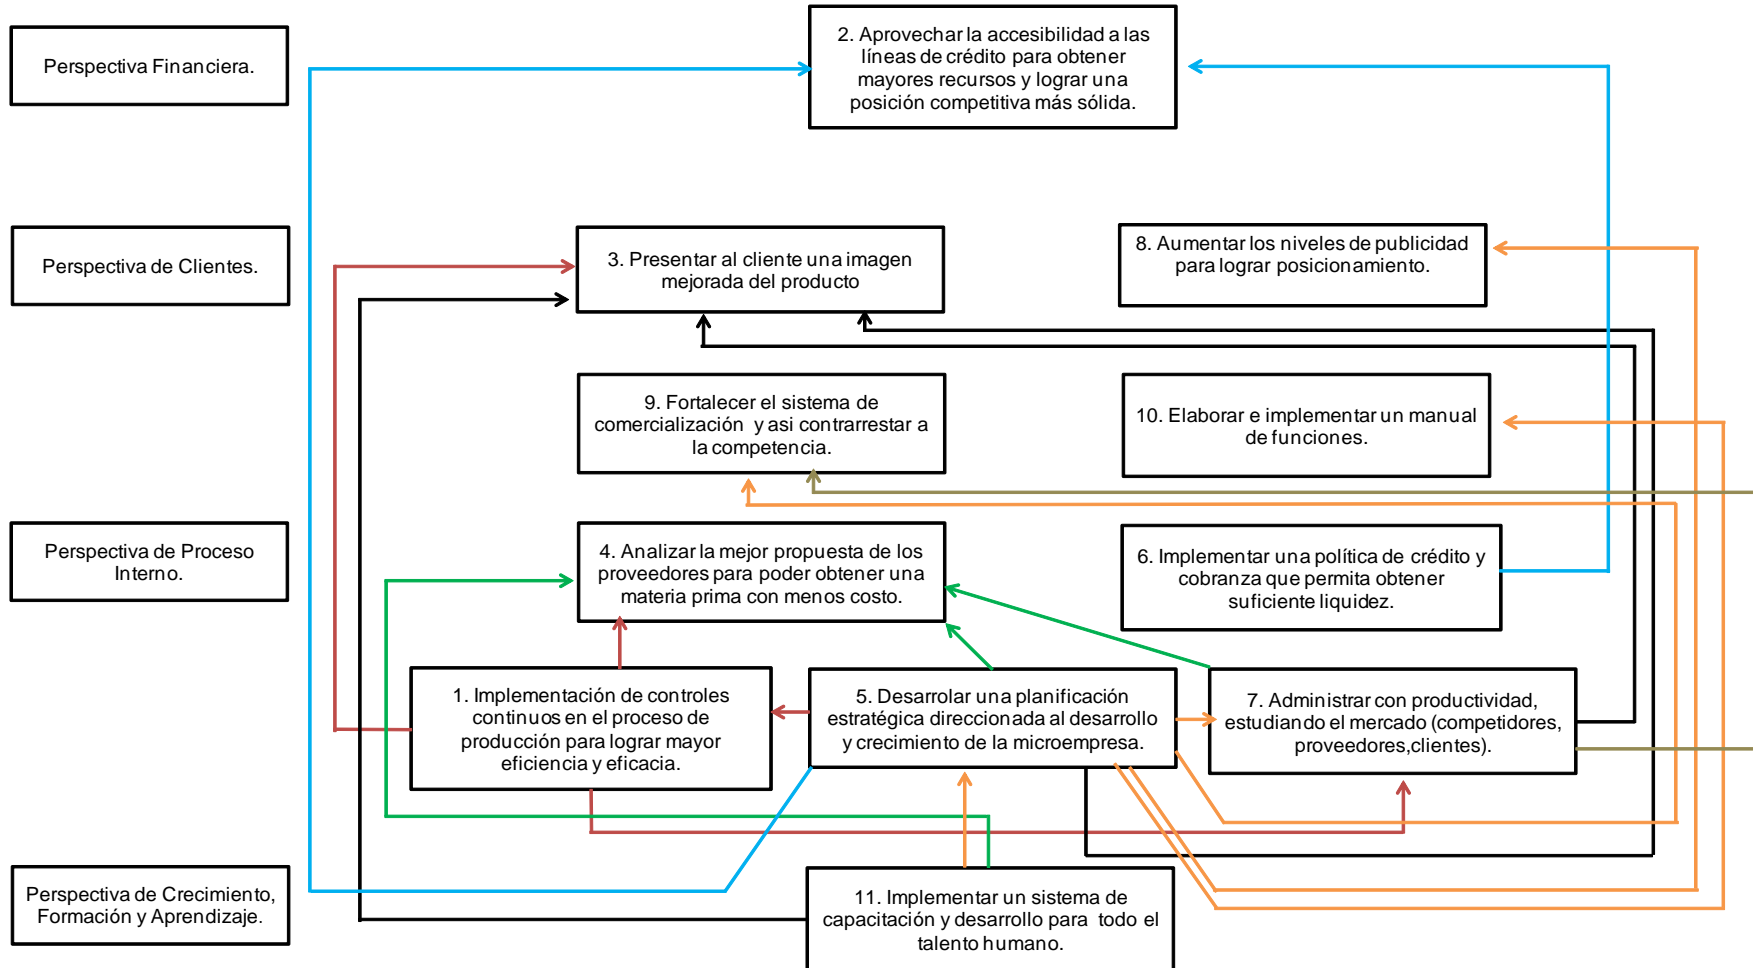 Perspectiva Financiera.
2. Aprovechar la accesibilidad a las
líneas de crédito para obtener
mayores recursos y lograr una
posición competitiva más sólida.
Perspectiva de Clientes.
3. Presentar al cliente una imagen
mejorada del producto
8. Aumentar los niveles de publicidad
para lograr posicionamiento.
9. Fortalecer el sistema de
comercialización y asi contrarrestar a
la competencia.
10. Elaborar e implementar un manual
de funciones.
Perspectiva de Proceso
Interno.
4. Analizar la mejor propuesta de los
proveedores para poder obtener una
materia prima con menos costo.
6. Implementar una política de crédito y
cobranza que permita obtener
suficiente liquidez.
1. Implementación de controles
continuos en el proceso de
producción para lograr mayor
eficiencia y eficacia.
5. Desarrolar una planificación
estratégica direccionada al desarrollo
y crecimiento de la microempresa.
7. Administrar con productividad,
estudiando el mercado (competidores,
proveedores,clientes).
Perspectiva de Crecimiento,
Formación y Aprendizaje.
11. Implementar un sistema de
capacitación y desarrollo para todo el
talento humano.